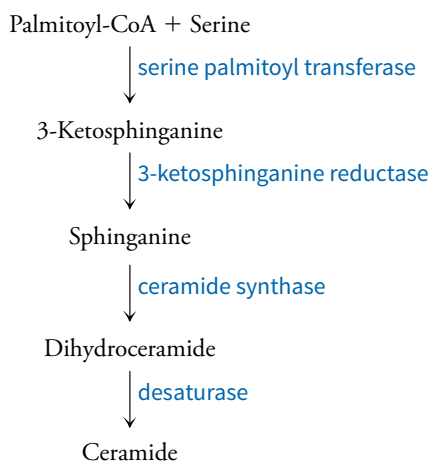 Palmitoyl-CoA + Serine
serine palmitoyl transferase
3-Ketosphinganine
3-ketosphinganine reductase
Sphinganine
ceramide synthase
Dihydroceramide
desaturase
Ceramide